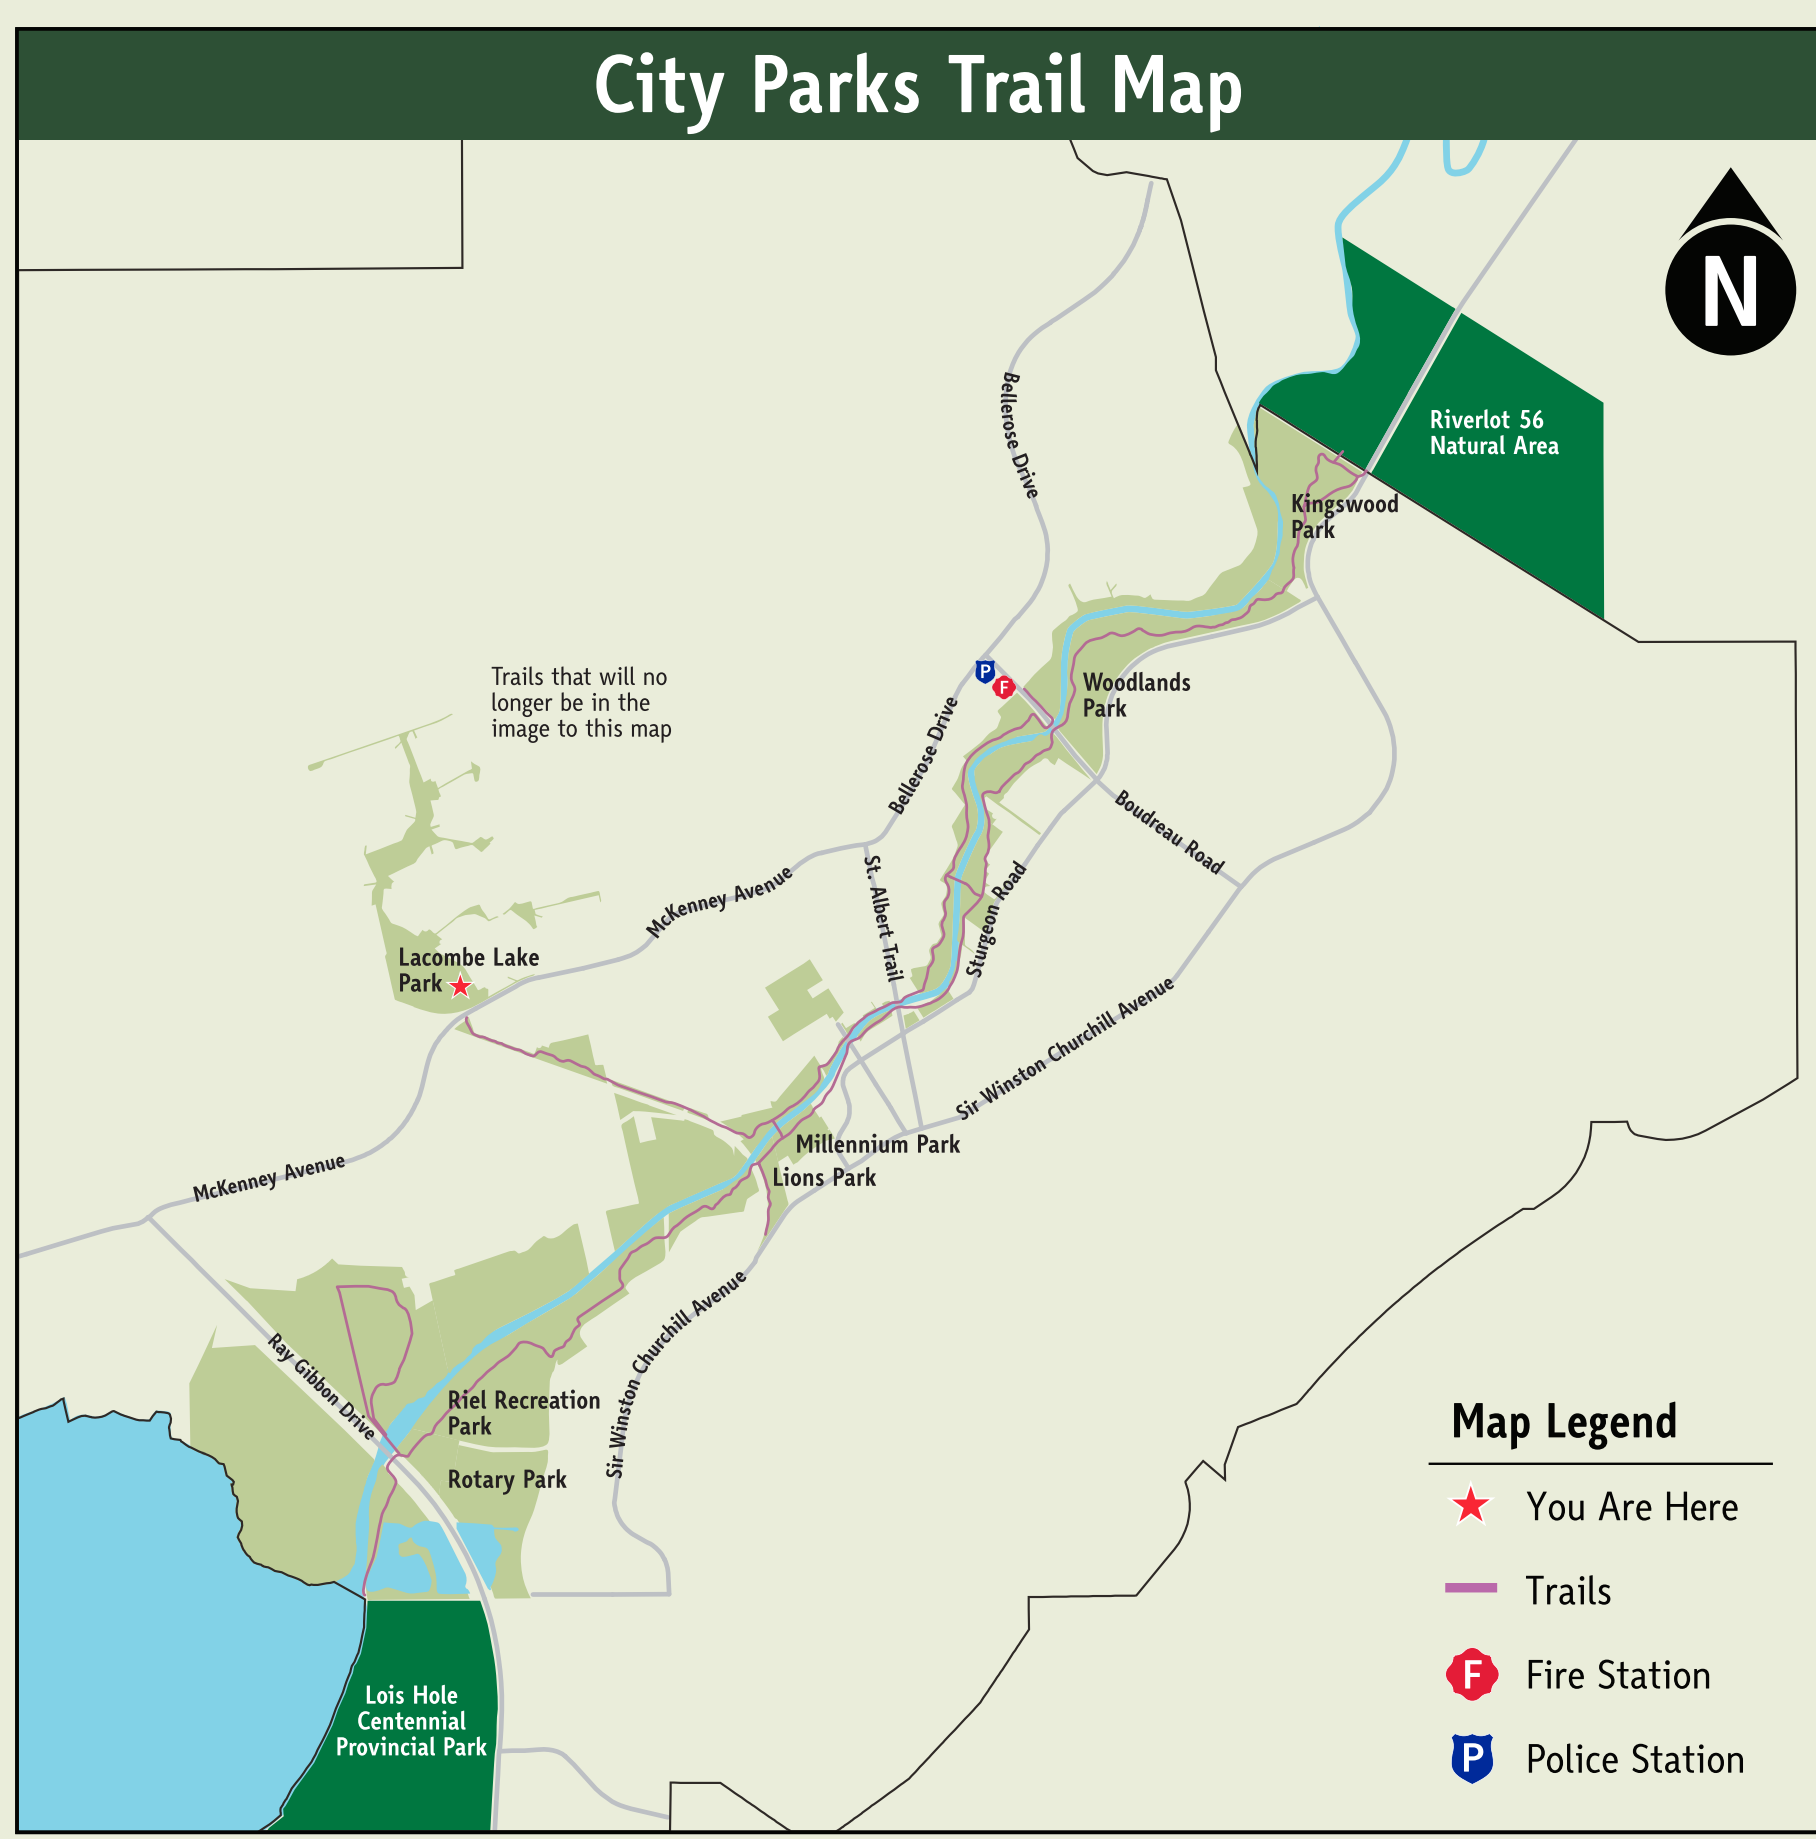 City Parks Trail Map
N
Riverlot 56
Natural Area
Bellerose Drive
Kingswood
Park
Trails that will no
longer be in the
image to this map
P
F
Woodlands
Park
Bellerose Drive
Boudreau Road
McKenney Avenue
St. Albert Trail
Sturgeon Road
Lacombe Lake
Park
Sir Winston Churchill Avenue
Millennium Park
Lions Park
McKenney Avenue
Sir Winston Churchill Avenue
Ray Gibbon Drive
Riel Recreation
Park
Rotary Park
Lois Hole
Centennial
Provincial Park
Map Legend
You Are Here
Trails
F Fire Station
P Police Station